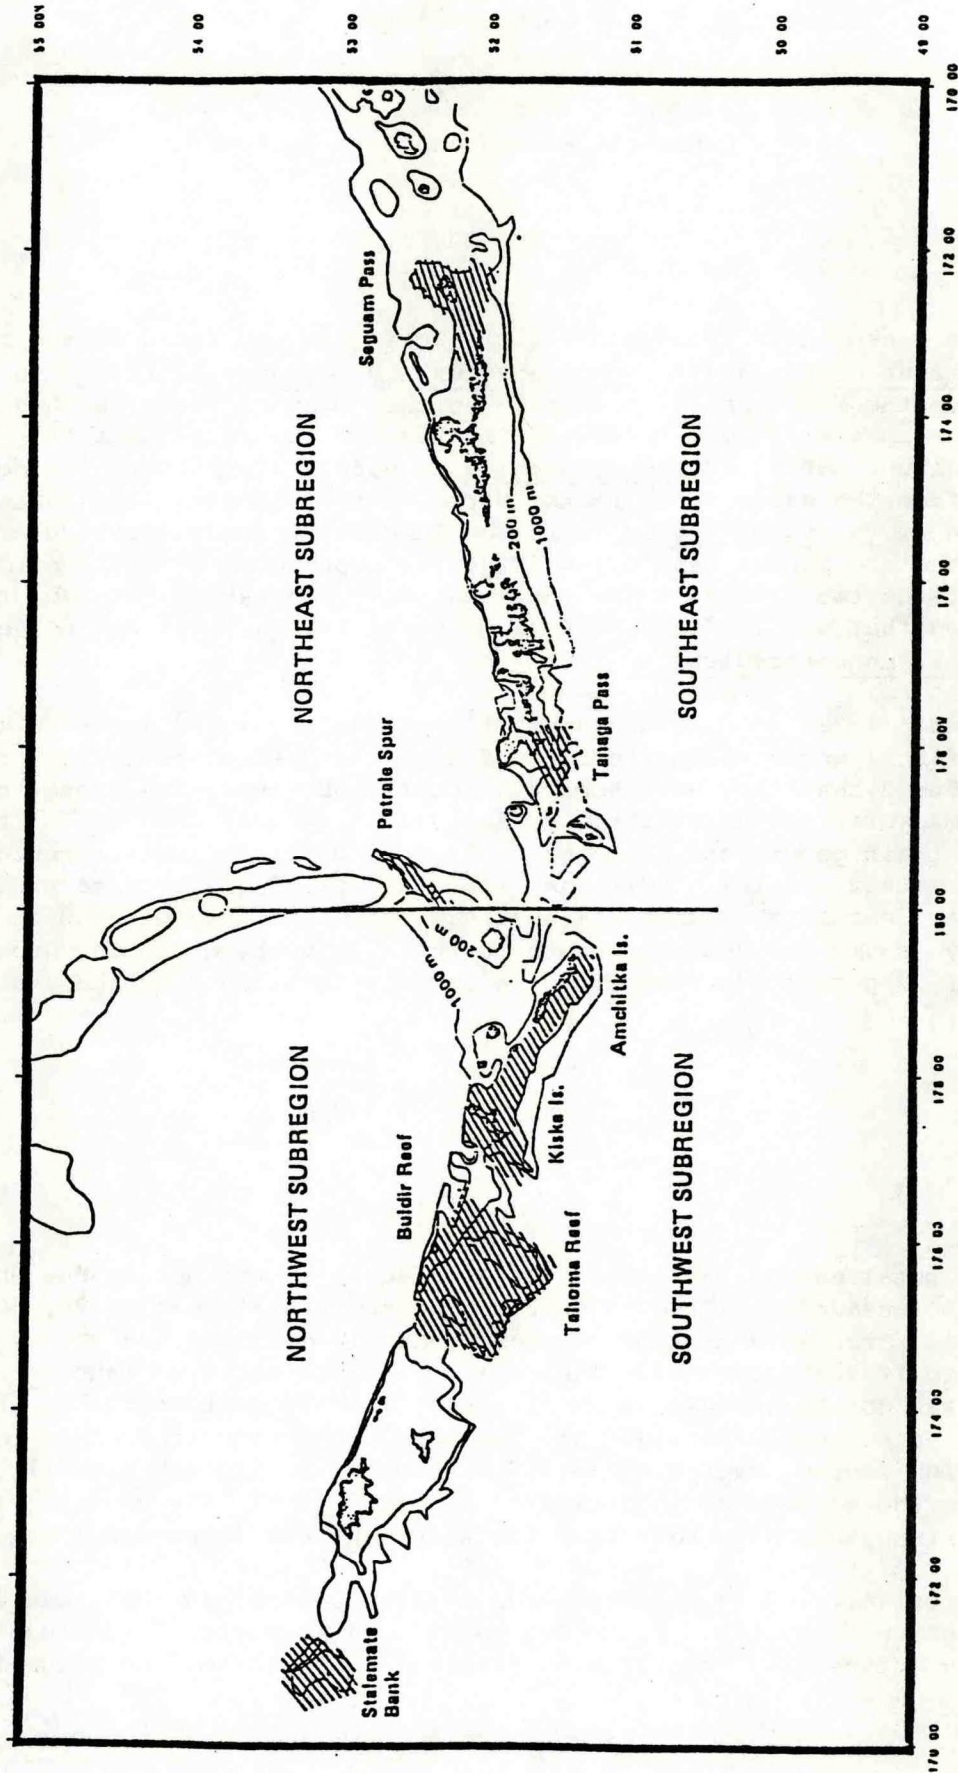 55 00N
54 00
53 00
52 00
51 00
50 00
49 00
170 00
172 00
174 00
176 00
178 00W
180 00
178 00
176 00
174 00
172 00
170 00
NORTHWEST SUBREGION
NORTHEAST SUBREGION
SOUTHWEST SUBREGION
SOUTHEAST SUBREGION
Stalemate
Bank
Buldir Reef
Tahoma Reef
Kiska Is.
Amchitka Is.
Petrale Spur
Tanaga Pass
Seguam Pass
1000 m
200 m
200 m
1000 m